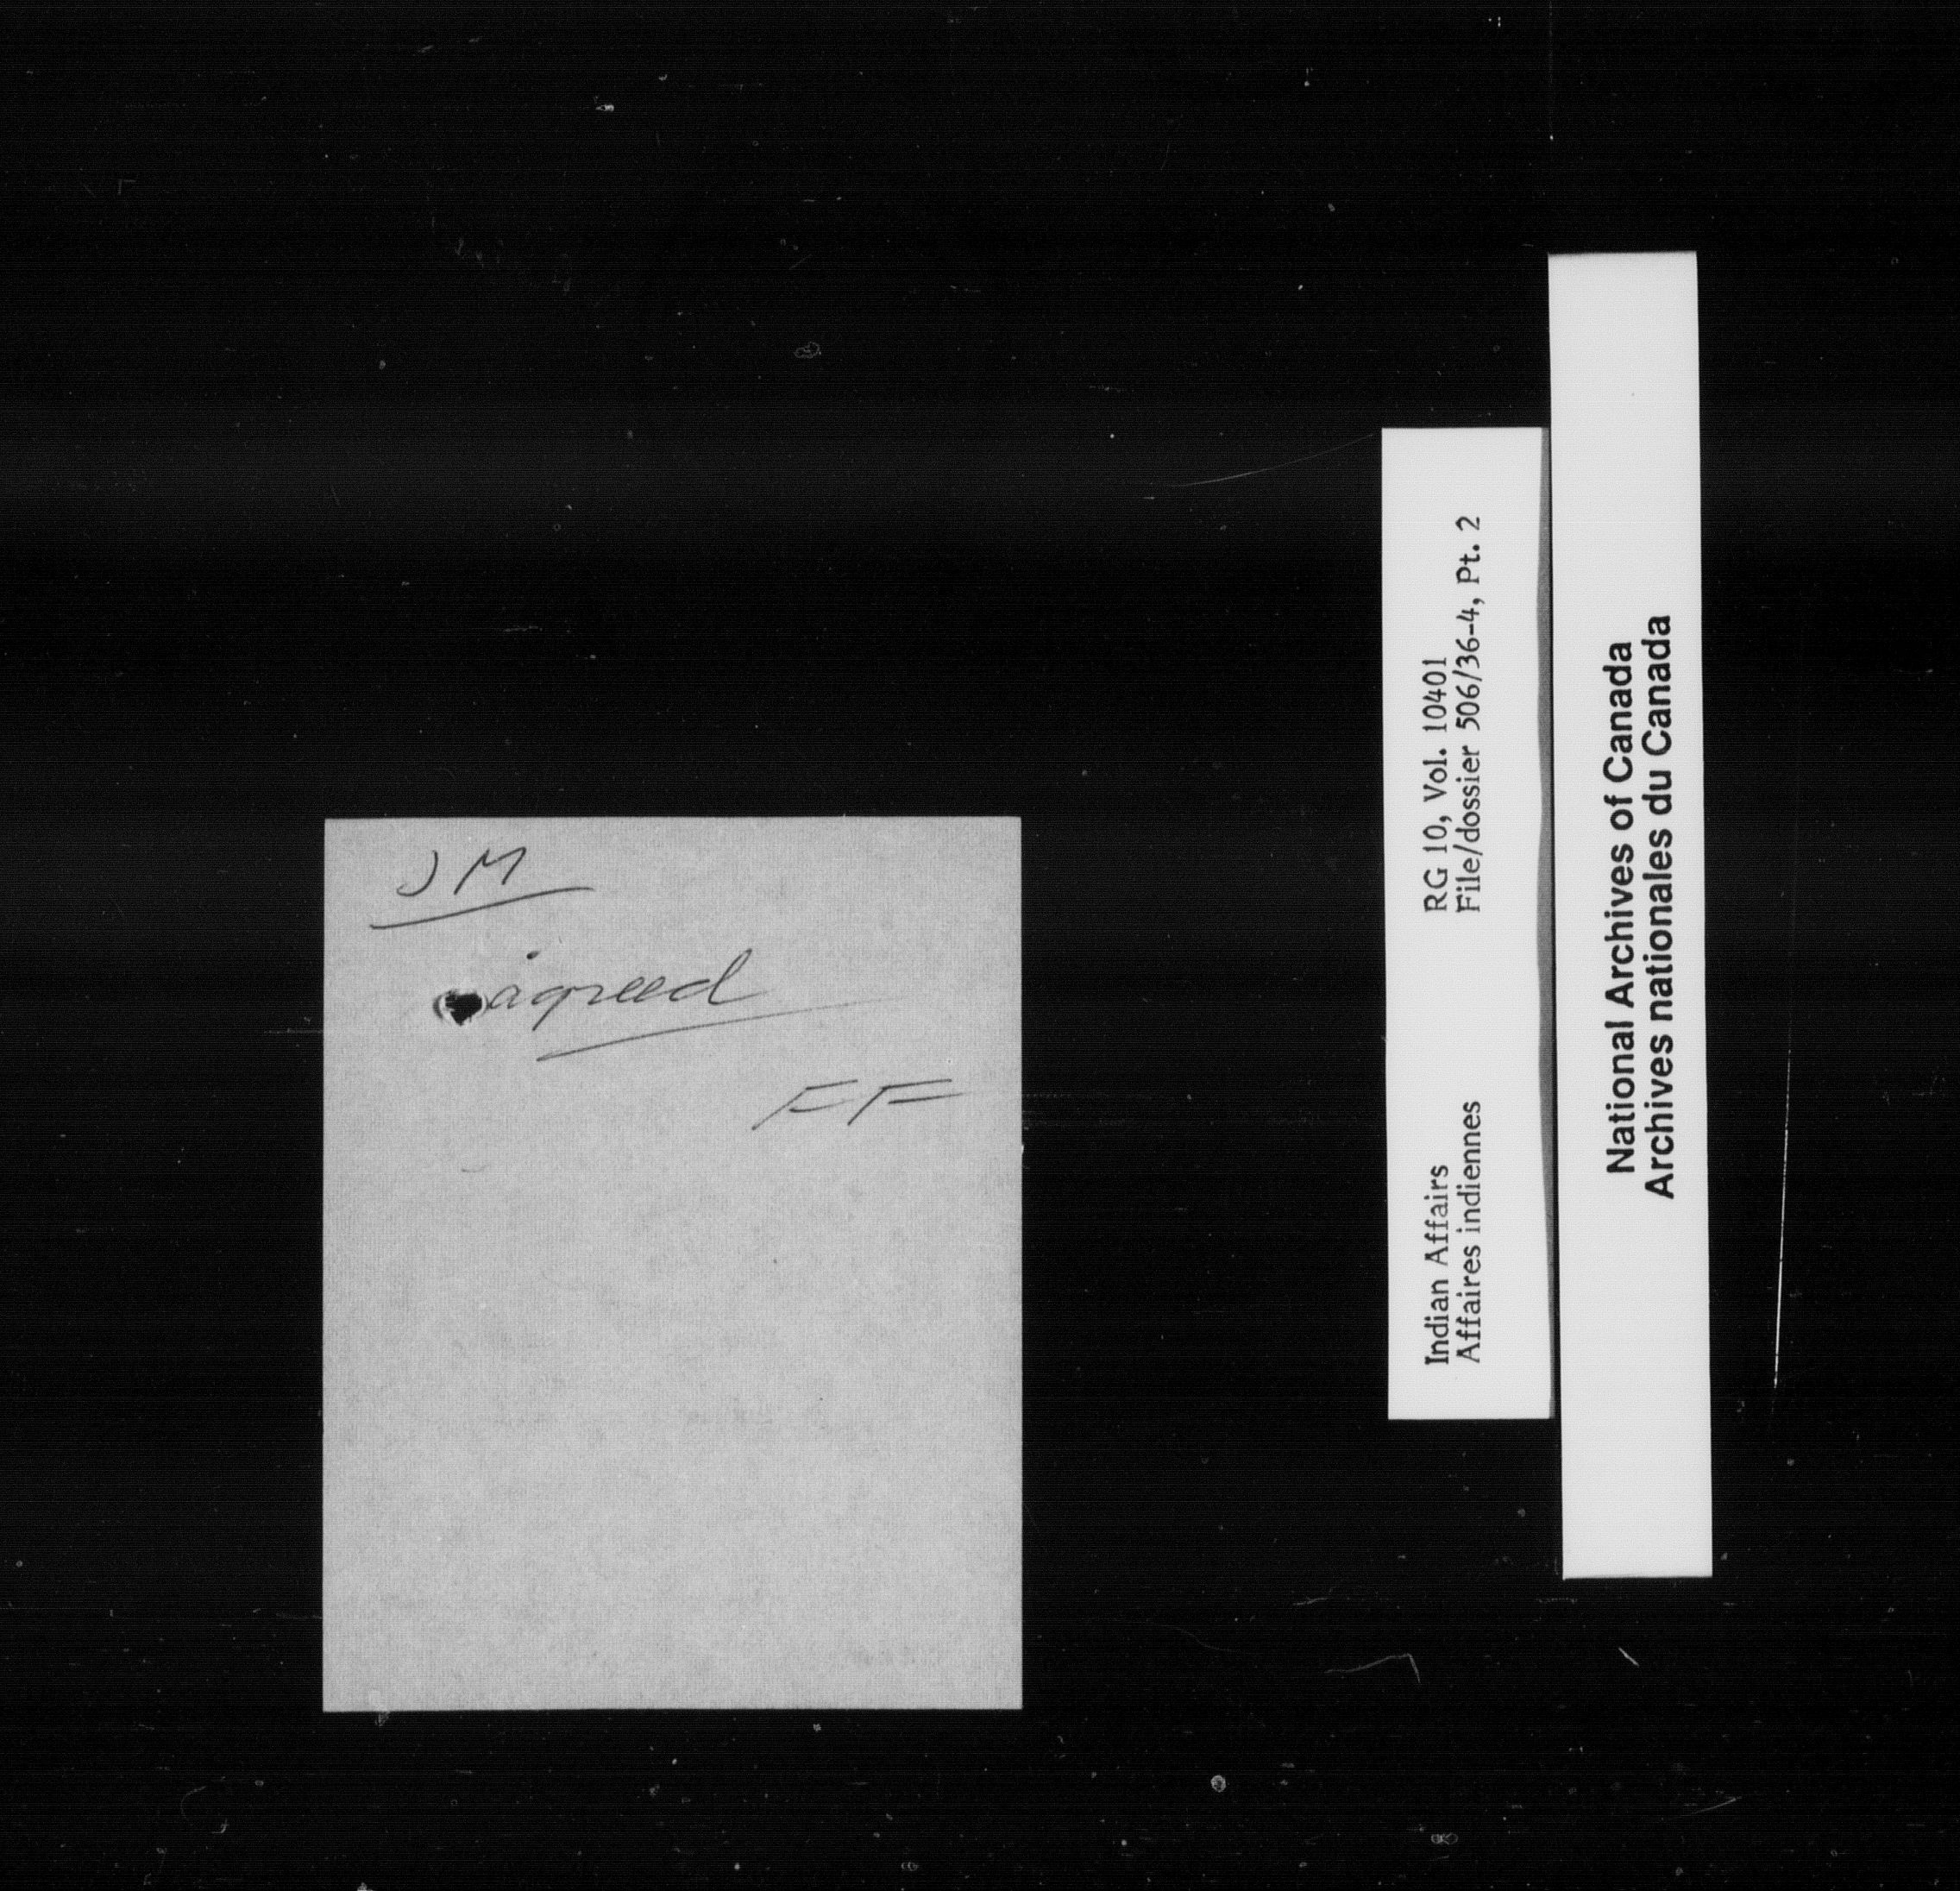 JM
agreed
FF
Indian Affairs
Affaires indiennes
RG 10, Vol. 10401
File/dossier 506/36-4, Pt. 2
National Archives of Canada
Archives nationales du Canada